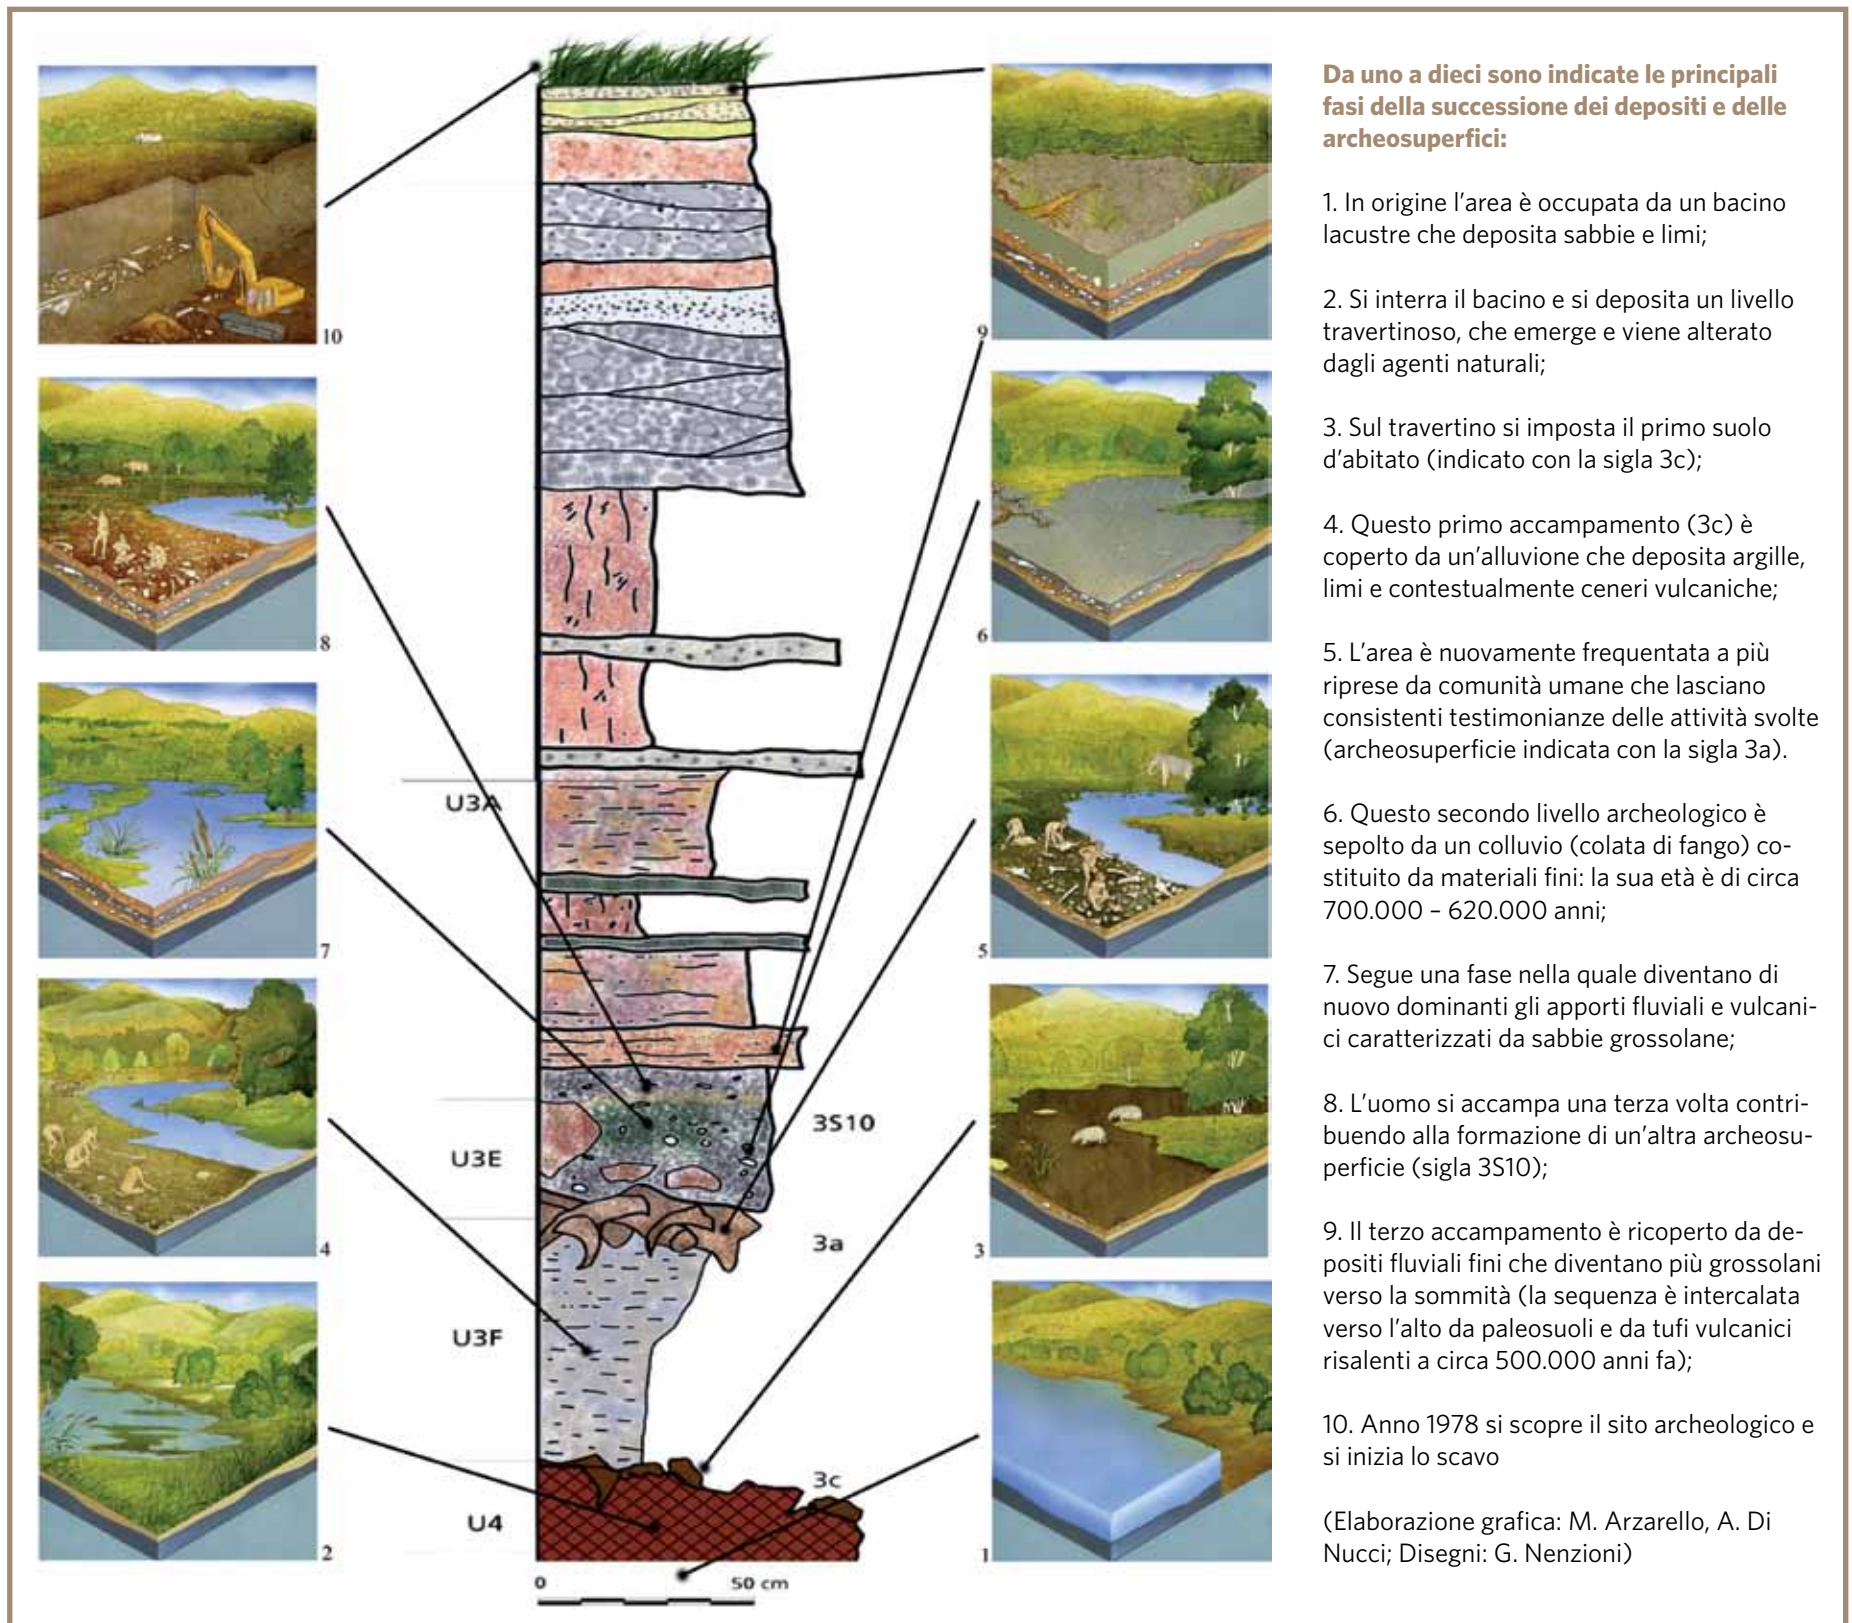 10
8
7
4
2
U3A
U3E
U3F
U4
3S10
3a
3c
0 50 cm
9
6
5
3
1
Da uno a dieci sono indicate le principali
fasi della successione dei depositi e delle
archeosuperfici:
1. In origine l'area è occupata da un bacino
lacustre che deposita sabbie e limi;
2. Si interra il bacino e si deposita un livello
travertinoso, che emerge e viene alterato
dagli agenti naturali;
3. Sul travertino si imposta il primo suolo
d'abitato (indicato con la sigla 3c);
4. Questo primo accampamento (3c) è
coperto da un'alluvione che deposita argille,
limi e contestualmente ceneri vulcaniche;
5. L'area è nuovamente frequentata a più
riprese da comunità umane che lasciano
consistenti testimonianze delle attività svolte
(archeosuperficie indicata con la sigla 3a).
6. Questo secondo livello archeologico è
sepolto da un colluvio (colata di fango) co-
stituito da materiali fini: la sua età è di circa
700.000 – 620.000 anni;
7. Segue una fase nella quale diventano di
nuovo dominanti gli apporti fluviali e vulcani-
ci caratterizzati da sabbie grossolane;
8. L'uomo si accampa una terza volta contri-
buendo alla formazione di un'altra archeosu-
perficie (sigla 3S10);
9. Il terzo accampamento è ricoperto da de-
positi fluviali fini che diventano più grossolani
verso la sommità (la sequenza è intercalata
verso l'alto da paleosuoli e da tufi vulcanici
risalenti a circa 500.000 anni fa);
10. Anno 1978 si scopre il sito archeologico e
si inizia lo scavo
(Elaborazione grafica: M. Arzarello, A. Di
Nucci; Disegni: G. Nenzioni)